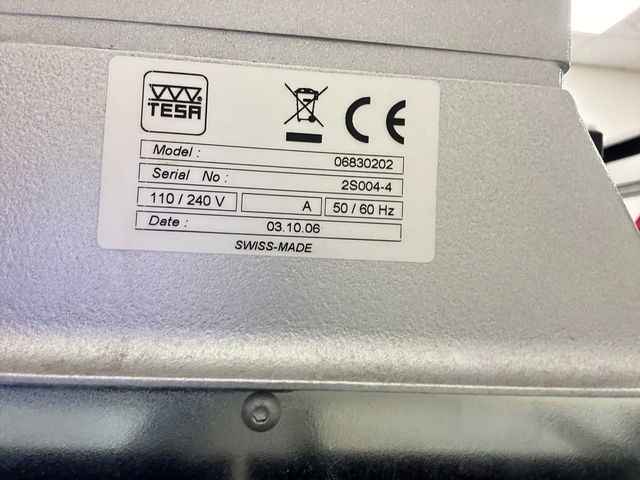 TESA
CE
Model : 06830202
Serial No : 2S004-4
110 / 240 V A 50 / 60 Hz
Date : 03.10.06
SWISS-MADE